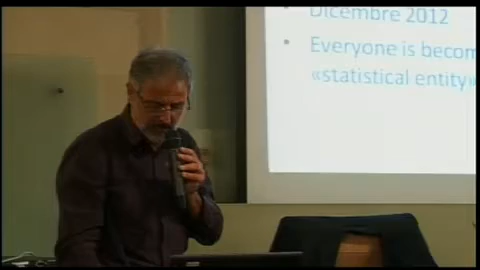 Dicembre 2012
• Everyone is becom
«statistical entity»